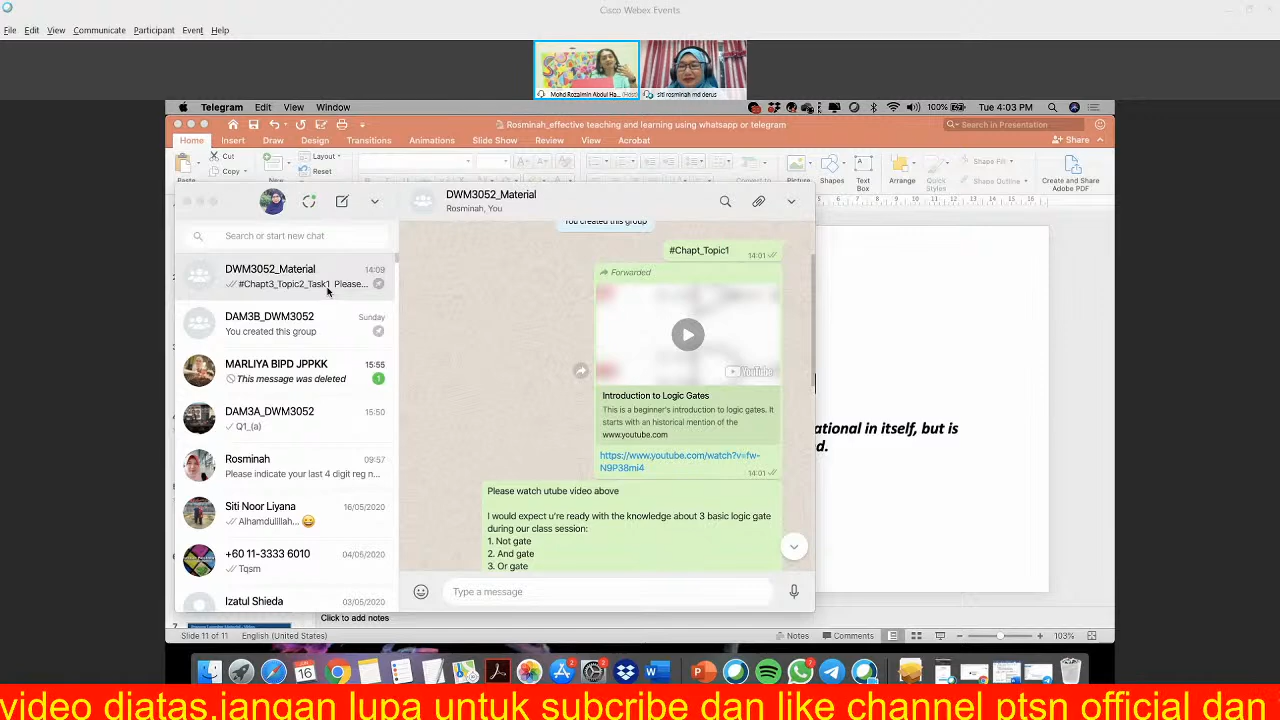 Cisco Webex Events
File Edit View Communicate Participant Event Help
Mohd Rozaimin Abdul Ha... (Host)
siti rosminah md derus
Telegram Edit View Window
100% Tue 4:03 PM
Rosminah_effective teaching and learning using whatsapp or telegram
Search in Presentation
Home Insert Draw Design Transitions Animations Slide Show Review View Acrobat
Share
Cut
Copy
Layout
Reset
Shapes
Text Box
Arrange
Quick Styles
Shape Fill
Shape Outline
Create and Share Adobe PDF
DWM3052_Material
Rosminah, You
You created this group
Search or start new chat
DWM3052_Material 14:09
#Chapt3_Topic2_Task1 Please...
DAM3B_DWM3052 Sunday
You created this group
MARLIYA BIPD JPPKK 15:55
This message was deleted 1
DAM3A_DWM3052 15:50
Q1_(a)
Rosminah 09:57
Please indicate your last 4 digit reg n...
Siti Noor Liyana 16/05/2020
Alhamdulillah...
+60 11-3333 6010 04/05/2020
Tqsm
Izatul Shieda 03/05/2020
#Chapt_Topic1
14:01
Forwarded
YouTube
Introduction to Logic Gates
This is a beginner's introduction to logic gates. It
starts with an historical mention of the
www.youtube.com
https://www.youtube.com/watch?v=fw-
N9P38mi4
14:01
Please watch utube video above
I would expect u're ready with the knowledge about 3 basic logic gate
during our class session:
1. Not gate
2. And gate
3. Or gate
Type a message
ational in itself, but is
d.
Click to add notes
Slide 11 of 11 English (United States)
Notes Comments 103%
video diatas,jangan lupa untuk subcribe dan like channel ptsn official dan